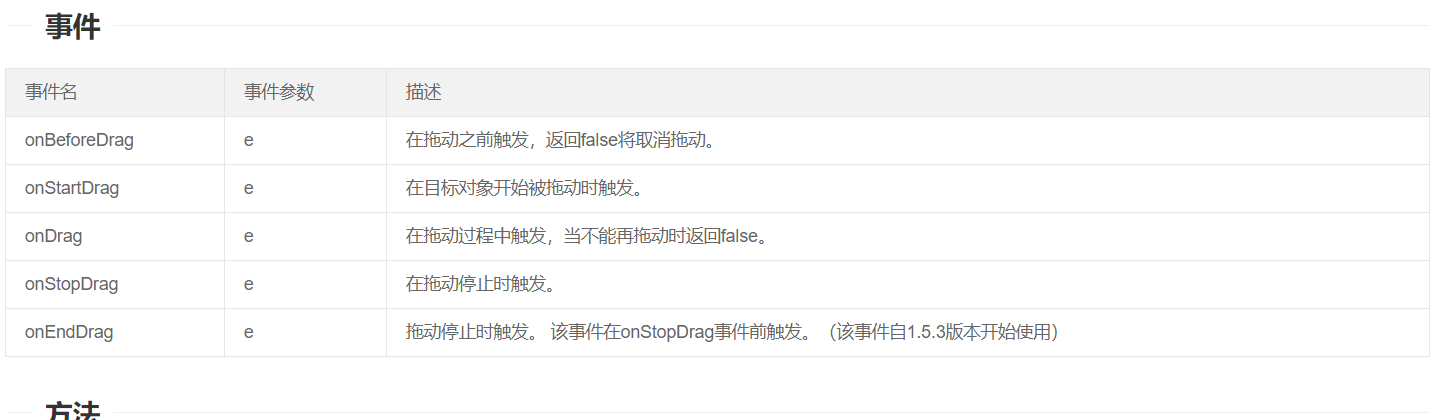 事件
事件名 事件参数 描述
onBeforeDrag e 在拖动之前触发，返回false将取消拖动。
onStartDrag e 在目标对象开始被拖动时触发。
onDrag e 在拖动过程中触发，当不能再拖动时返回false。
onStopDrag e 在拖动停止时触发。
onEndDrag e 拖动停止时触发。 该事件在onStopDrag事件前触发。（该事件自1.5.3版本开始使用）
方法